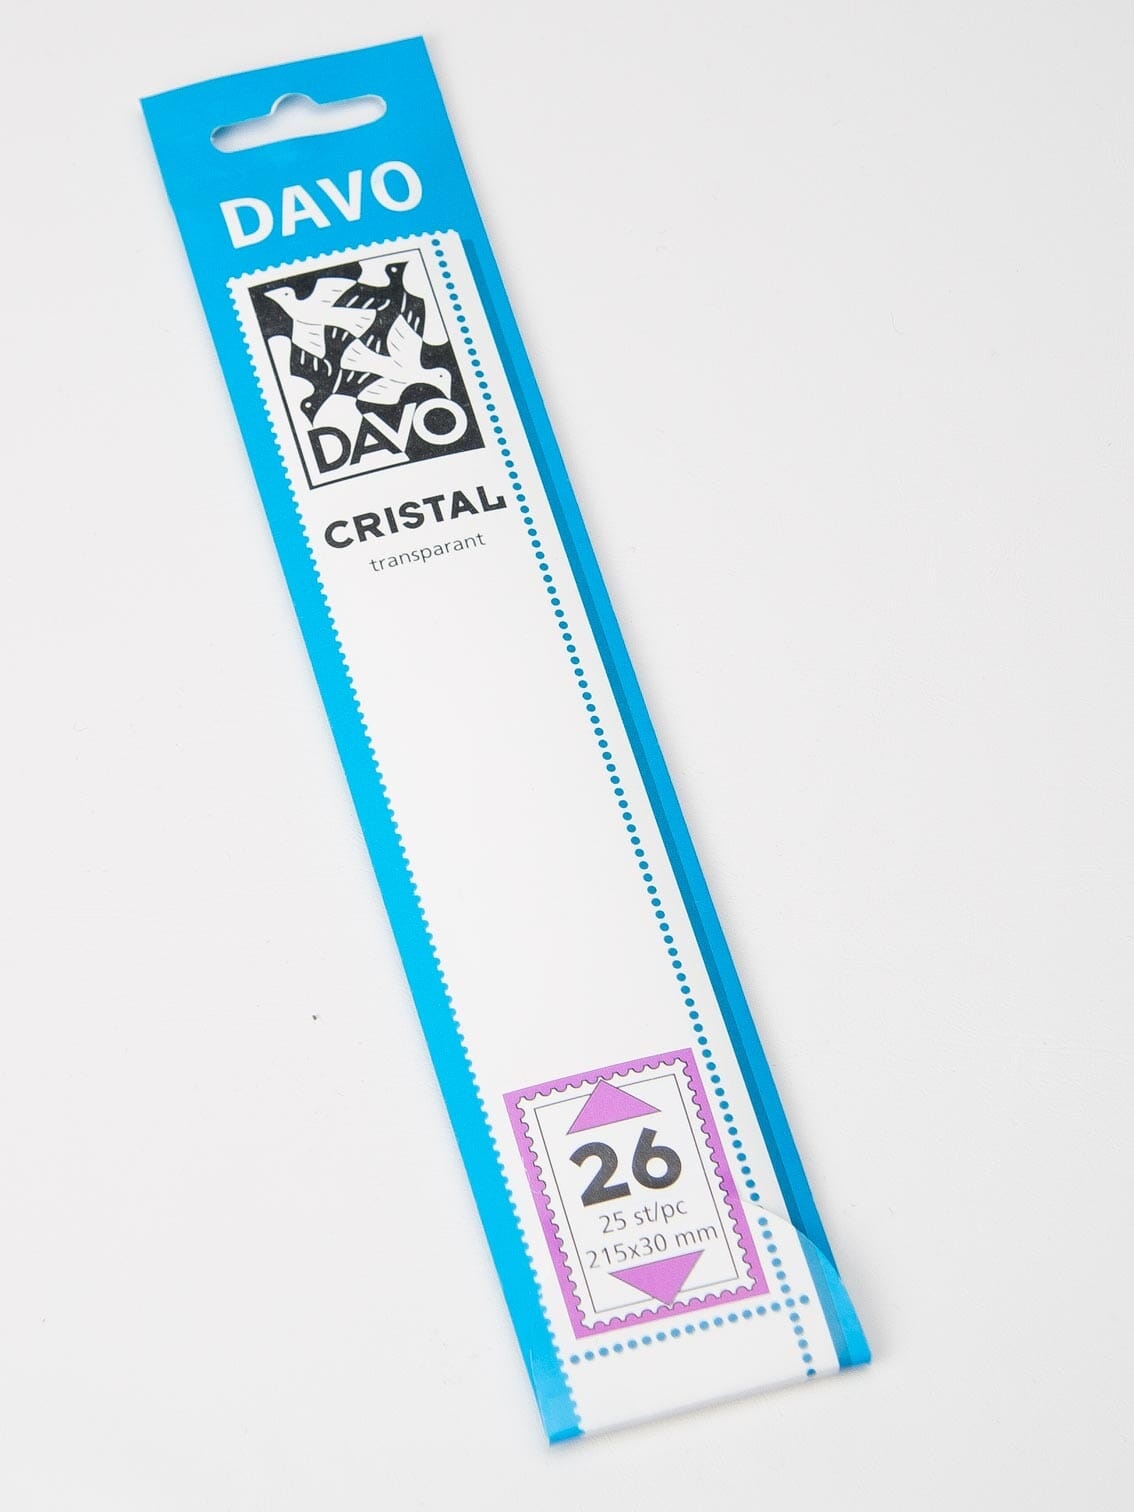 DAVO
DAVO
CRISTAL
transparant
26
25 st/pc
215x30 mm